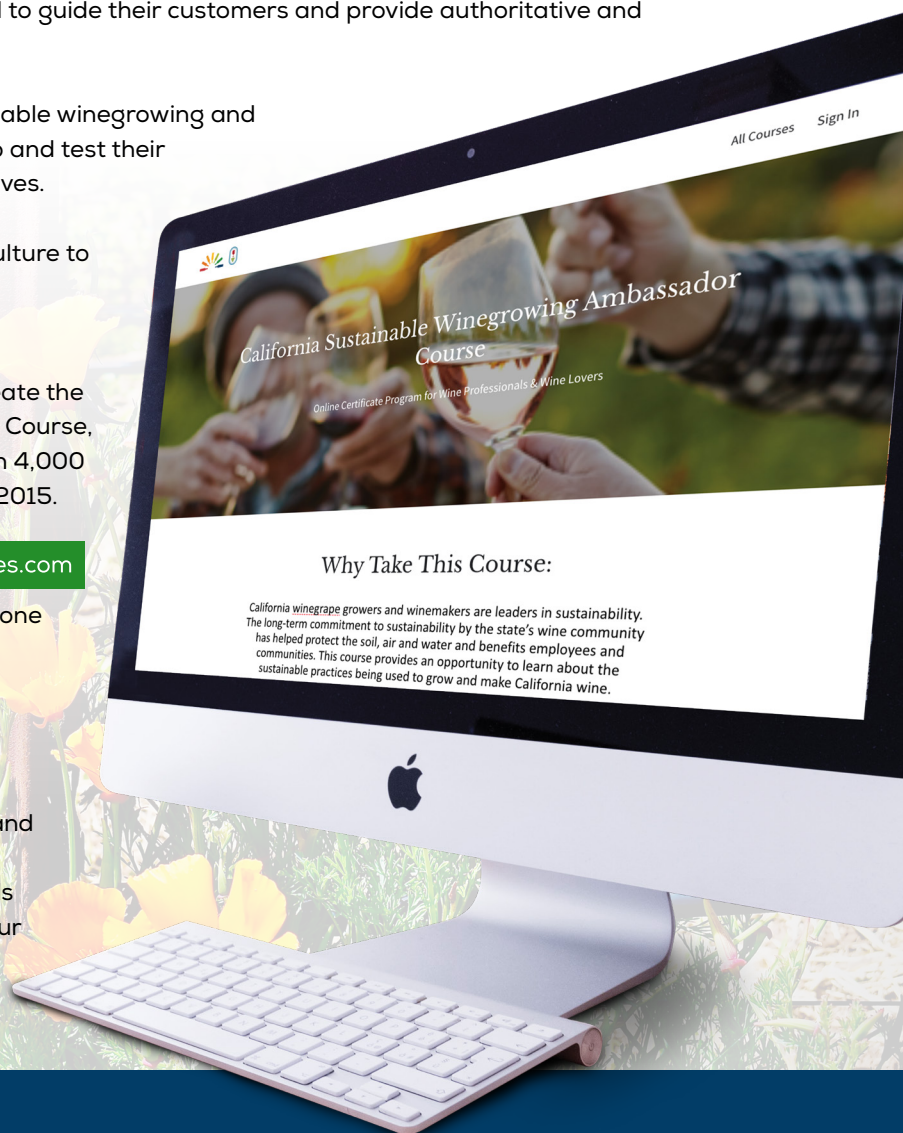 to guide their customers and provide authoritative and
able winegrowing and
and test their
ves.
ulture to
ate the
Course,
4,000
2015.
es.com
one
and
s
ur
All Courses
Sign In
California Sustainable Winegrowing Ambassador
Course
Online Certificate Program for Wine Professionals & Wine Lovers
Why Take This Course:
California winegrape growers and winemakers are leaders in sustainability.
The long-term commitment to sustainability by the state's wine community
has helped protect the soil, air and water and benefits employees and
communities. This course provides an opportunity to learn about the
sustainable practices being used to grow and make California wine.